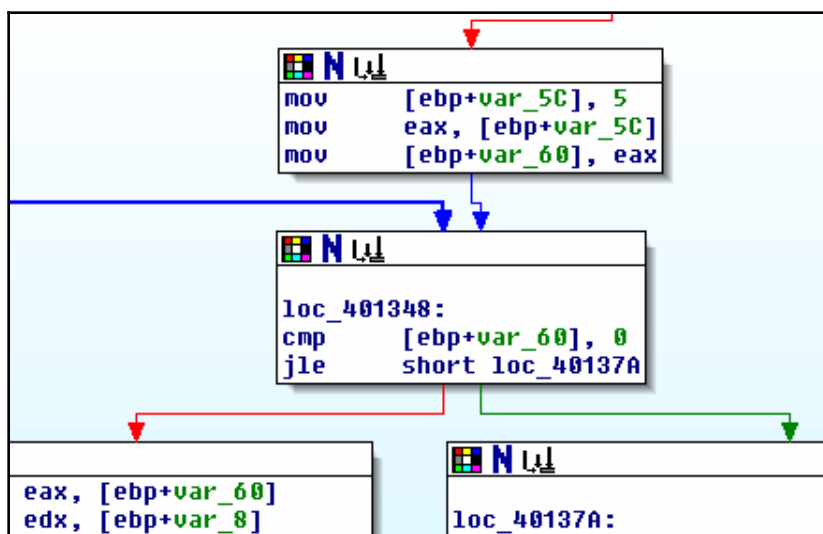 mov [ebp+var_5C], 5
mov eax, [ebp+var_5C]
mov [ebp+var_60], eax
loc_401348:
cmp [ebp+var_60], 0
jle short loc_40137A
eax, [ebp+var_60]
edx, [ebp+var_8]
loc_40137A: